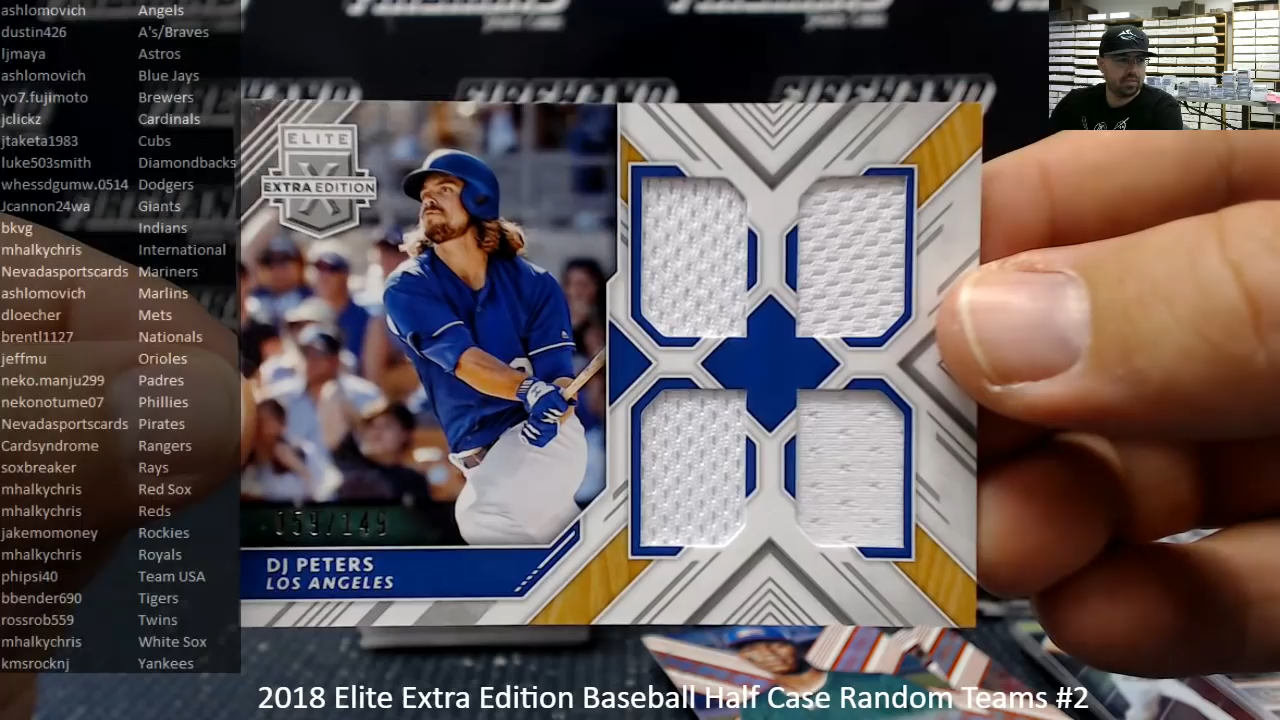 ashlomovich Angels
dustin426 A's/Braves
ljmaya Astros
ashlomovich Blue Jays
yo7.fujimoto Brewers
jclickz Cardinals
jtaketa1983 Cubs
luke503smith Diamondbacks
whessdgumw.0514 Dodgers
Jcannon24wa Giants
bkvg Indians
mhalkychris International
Nevadasportscards Mariners
ashlomovich Marlins
dloecher Mets
brentl1127 Nationals
jeffmu Orioles
neko.manju299 Padres
nekonotume07 Phillies
Nevadasportscards Pirates
Cardsyndrome Rangers
soxbreaker Rays
mhalkychris Red Sox
mhalkychris Reds
jakemomoney Rockies
mhalkychris Royals
phipsi40 Team USA
bbender690 Tigers
rossrob559 Twins
mhalkychris White Sox
kmsrocknj Yankees
ELITE
X
EXTRA EDITION
059/149
DJ PETERS
LOS ANGELES
2018 Elite Extra Edition Baseball Half Case Random Teams #2